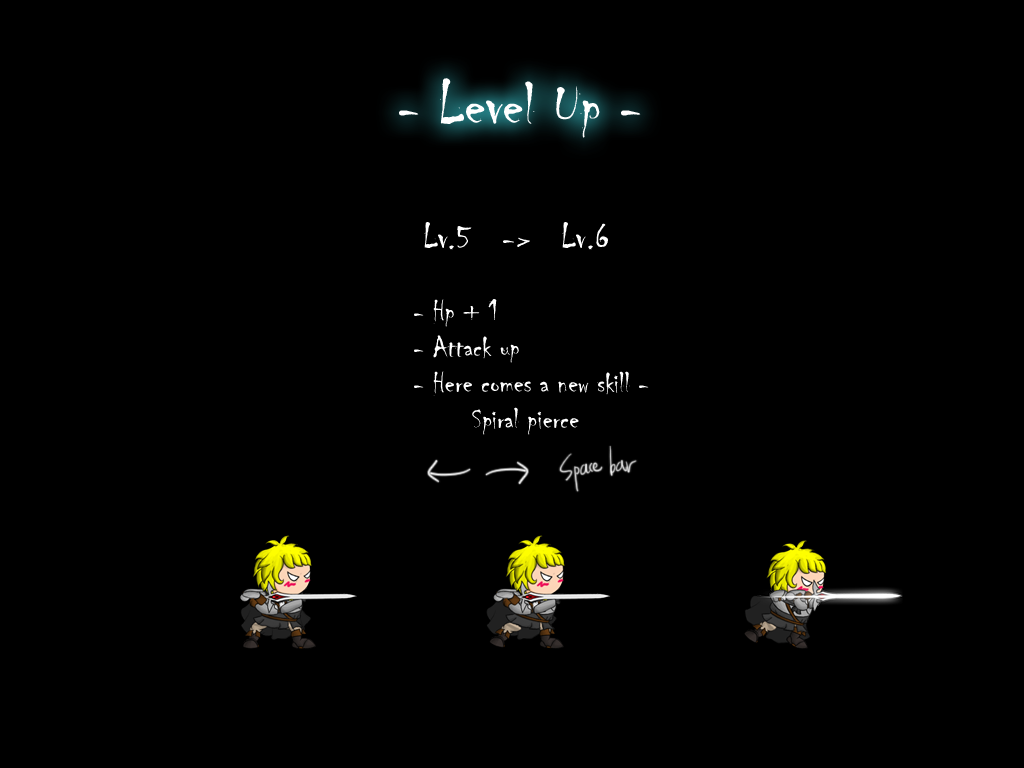 - Level Up -
Lv.5 -> Lv.6
- Hp + 1
- Attack up
- Here comes a new skill -
Spiral pierce
← → Space bar